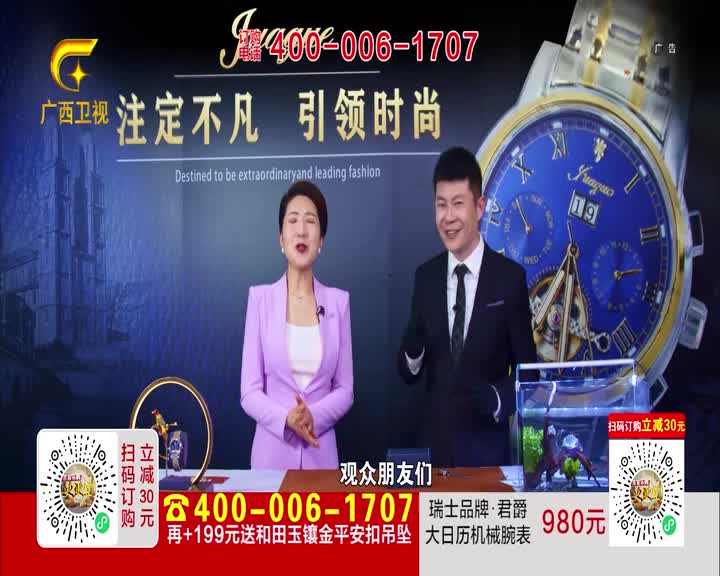 Juaguo
订购电话 400-006-1707
广告
广西卫视
注定不凡 引领时尚
Destined to be extraordinaryand leading fashion
Juaguo
19
观众朋友们
立减30元
扫码订购
扫码订购立减30元
☎400-006-1707
再+199元送和田玉镶金平安扣吊坠
瑞士品牌·君爵
大日历机械腕表
980元